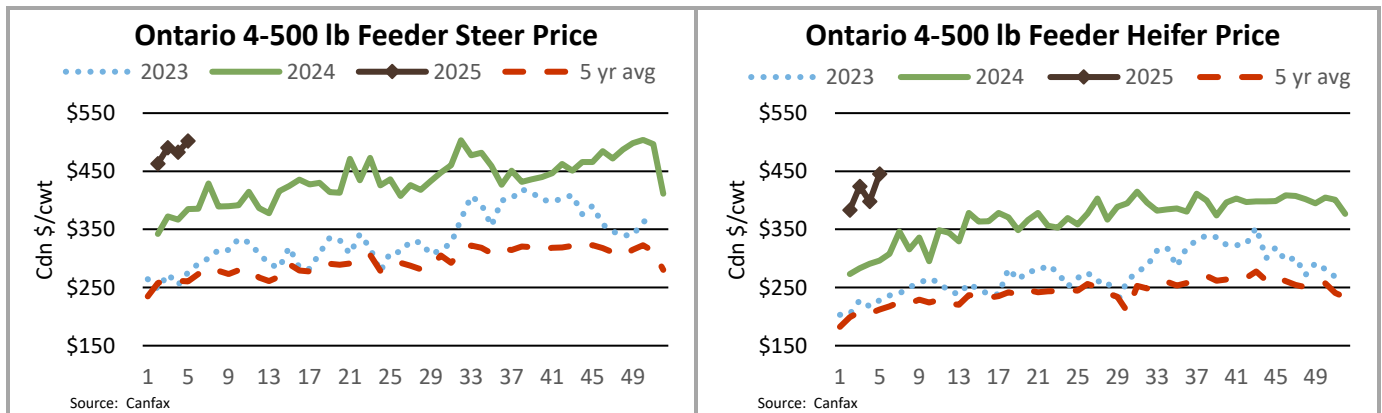 Ontario 4-500 lb Feeder Steer Price
2023 2024 2025 5 yr avg
Cdn $/cwt
$550
$450
$350
$250
$150
1 5 9 13 17 21 25 29 33 37 41 45 49
Source: Canfax
Ontario 4-500 lb Feeder Heifer Price
2023 2024 2025 5 yr avg
Cdn $/cwt
$550
$450
$350
$250
$150
1 5 9 13 17 21 25 29 33 37 41 45 49
Source: Canfax